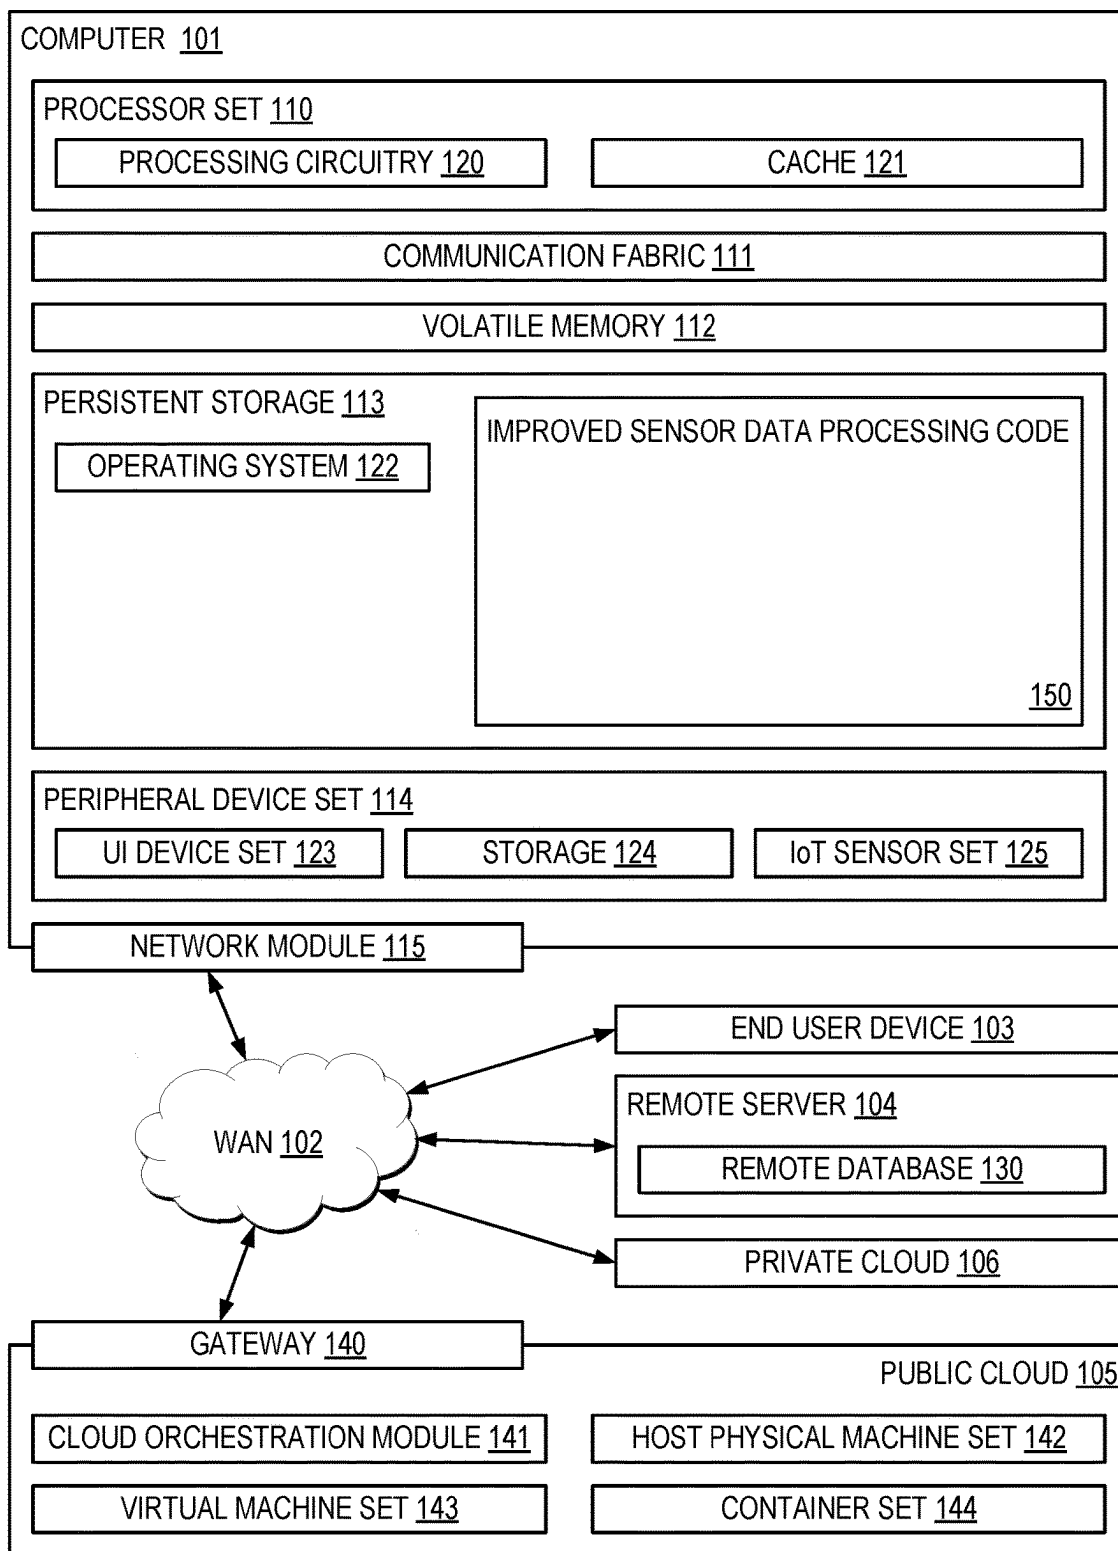 COMPUTER 101
PROCESSOR SET 110
PROCESSING CIRCUITRY 120
CACHE 121
COMMUNICATION FABRIC 111
VOLATILE MEMORY 112
PERSISTENT STORAGE 113
OPERATING SYSTEM 122
IMPROVED SENSOR DATA PROCESSING CODE
150
PERIPHERAL DEVICE SET 114
UI DEVICE SET 123
STORAGE 124
IoT SENSOR SET 125
NETWORK MODULE 115
WAN 102
END USER DEVICE 103
REMOTE SERVER 104
REMOTE DATABASE 130
PRIVATE CLOUD 106
GATEWAY 140
PUBLIC CLOUD 105
CLOUD ORCHESTRATION MODULE 141
HOST PHYSICAL MACHINE SET 142
VIRTUAL MACHINE SET 143
CONTAINER SET 144